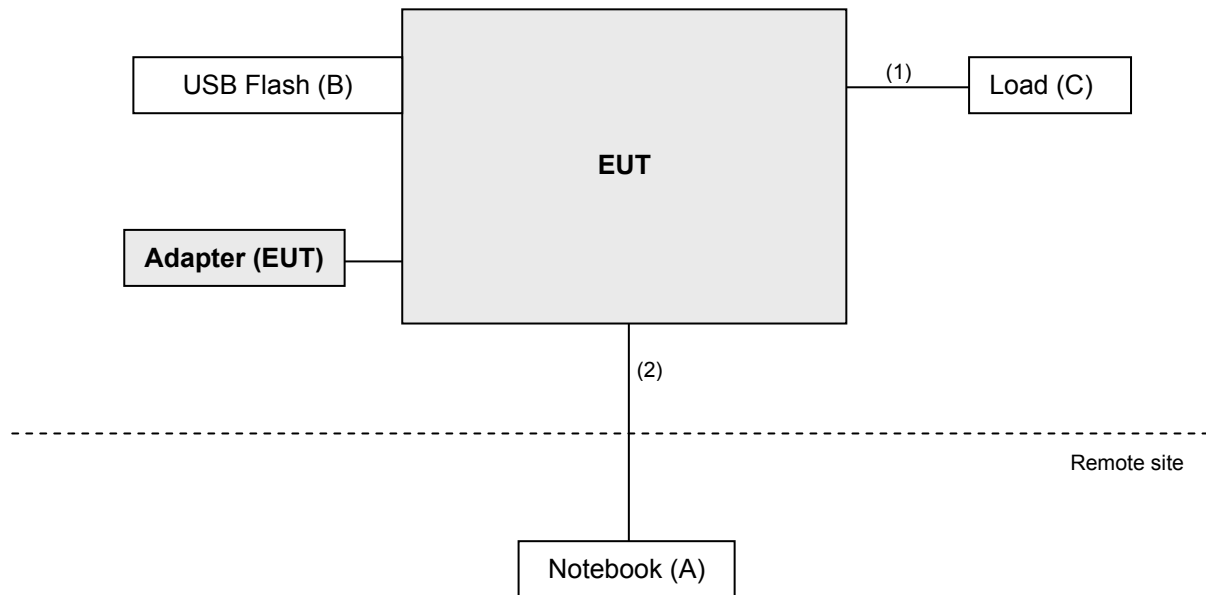 USB Flash (B)
(1)
Load (C)
EUT
Adapter (EUT)
(2)
Remote site
Notebook (A)